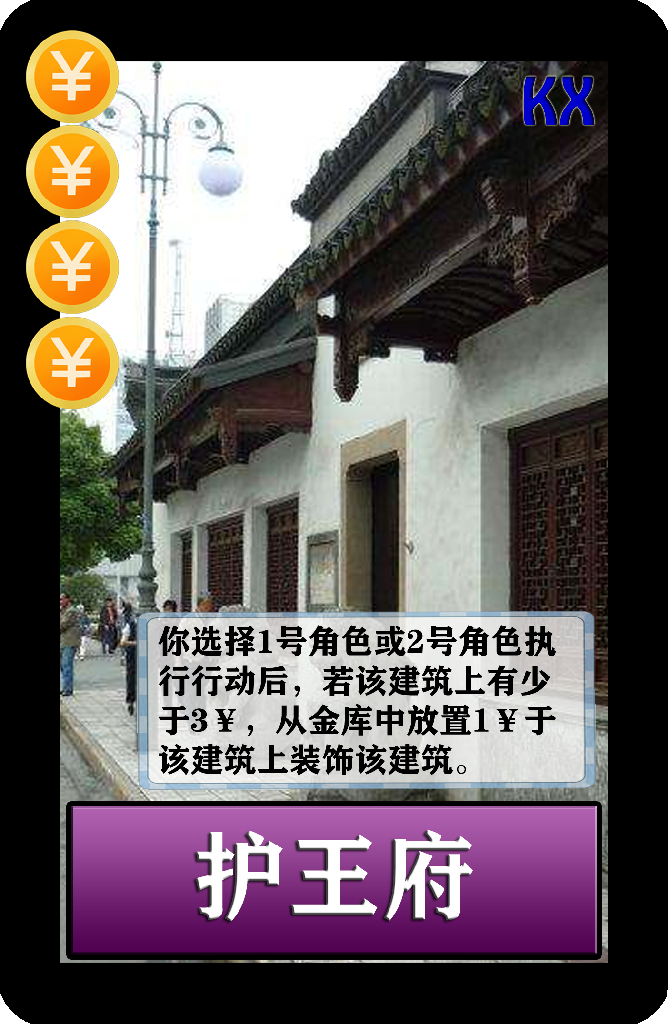 ¥
¥
¥
¥
KX
你选择1号角色或2号角色执
行行动后，若该建筑上有少
于3¥，从金库中放置1¥于
该建筑上装饰该建筑。
护王府